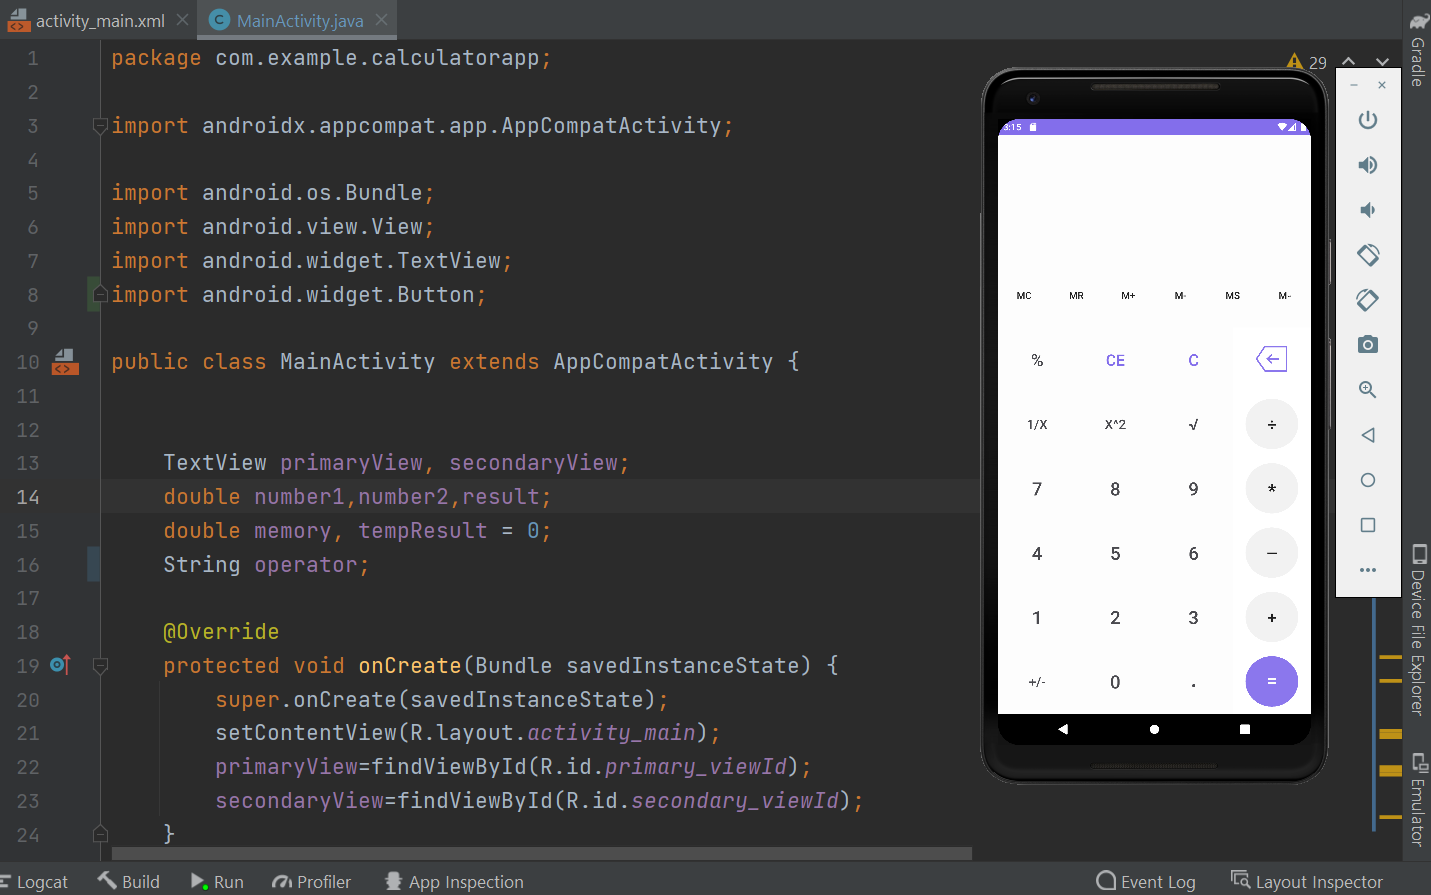 activity_main.xml MainActivity.java
1 package com.example.calculatorapp;
29
2
3 import androidx.appcompat.app.AppCompatActivity;
4
5 import android.os.Bundle;
6 import android.view.View;
7 import android.widget.TextView;
8 import android.widget.Button;
9
10 public class MainActivity extends AppCompatActivity {
11
12
13 TextView primaryView, secondaryView;
14 double number1,number2,result;
15 double memory, tempResult = 0;
16 String operator;
17
18 @Override
19 protected void onCreate(Bundle savedInstanceState) {
20 super.onCreate(savedInstanceState);
21 setContentView(R.layout.activity_main);
22 primaryView=findViewById(R.id.primary_viewId);
23 secondaryView=findViewById(R.id.secondary_viewId);
24 }
3:15
MC MR M+ M- MS M~
% CE C
1/X X^2 √ ÷
7 8 9 *
4 5 6 −
1 2 3 +
+/- 0 . =
Gradle
Device File Explorer
Emulator
Logcat Build Run Profiler App Inspection Event Log Layout Inspector